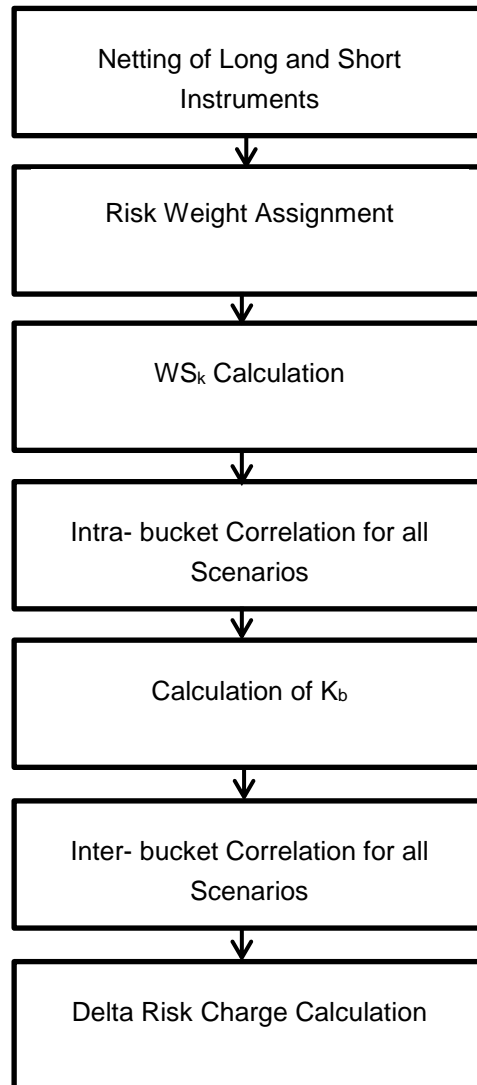 Netting of Long and Short
Instruments
Risk Weight Assignment
WSₖ Calculation
Intra- bucket Correlation for all
Scenarios
Calculation of K_b
Inter- bucket Correlation for all
Scenarios
Delta Risk Charge Calculation